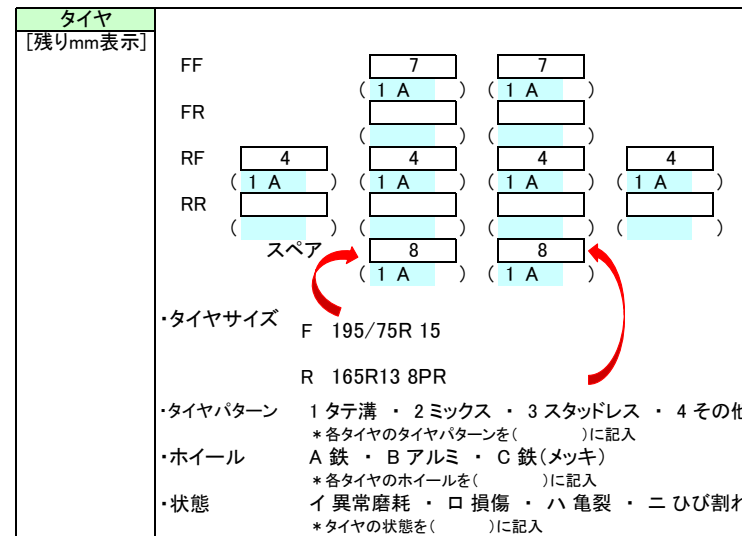 タイヤ
[残りmm表示]
FF 7 7
( 1 A ) ( 1 A )
FR
( ) ( )
RF 4 4 4 4
( 1 A ) ( 1 A ) ( 1 A ) ( 1 A )
RR
( ) ( ) ( ) ( )
スペア 8 8
( 1 A ) ( 1 A )
・タイヤサイズ F 195/75R 15
R 165R13 8PR
・タイヤパターン 1 タテ溝 ・ 2 ミックス ・ 3 スタッドレス ・ 4 その他
*各タイヤのタイヤパターンを( )に記入
・ホイール A 鉄 ・ B アルミ ・ C 鉄(メッキ)
*各タイヤのホイールを( )に記入
・状態 イ 異常磨耗 ・ ロ 損傷 ・ ハ 亀裂 ・ ニ ひび割れ
*タイヤの状態を( )に記入